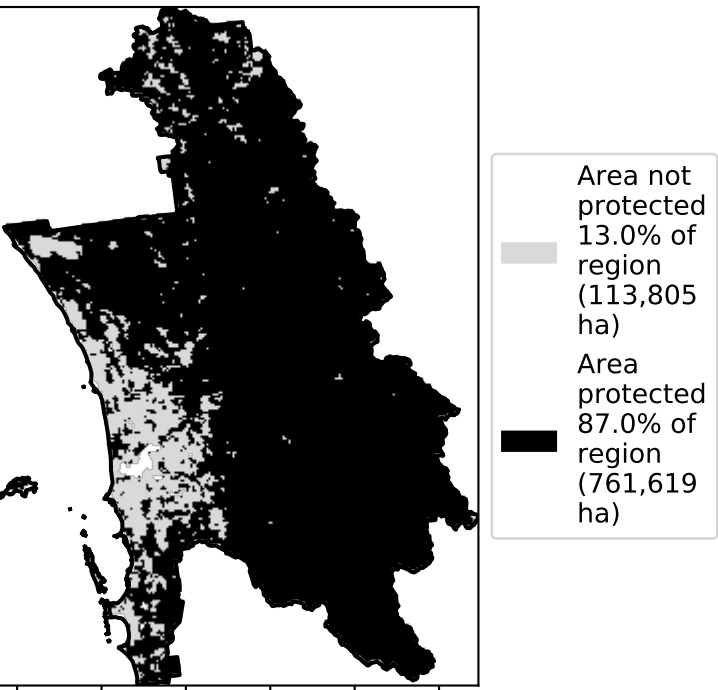 Area not
protected
13.0% of
region
(113,805
ha)
Area
protected
87.0% of
region
(761,619
ha)